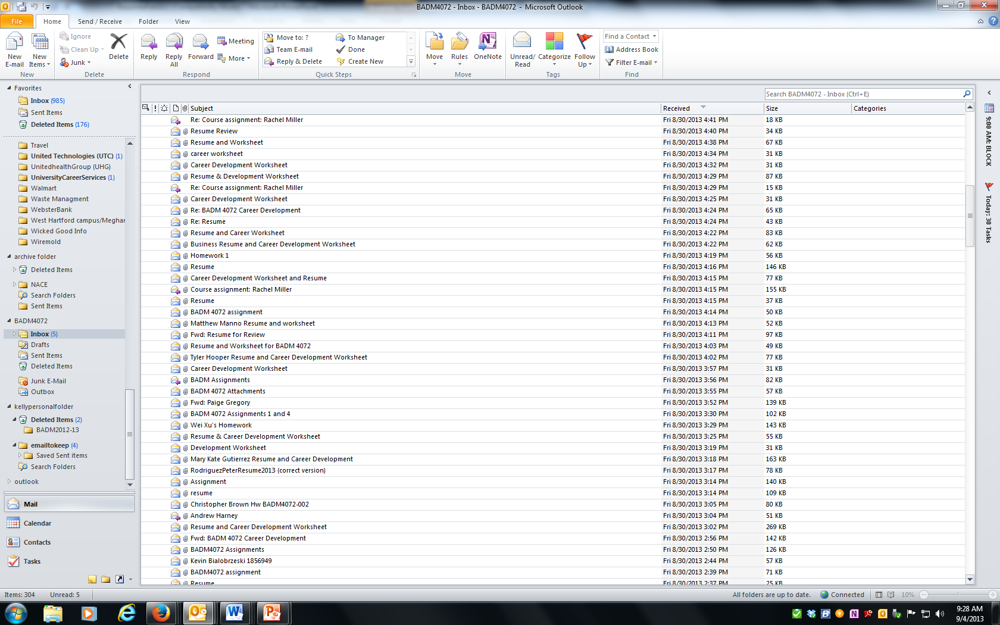 BADM4072 - Inbox - BADM4072 - Microsoft Outlook
File Home Send / Receive Folder View
New E-mail
New Items
New
Ignore
Clean Up
Junk
Delete
Delete
Reply
Reply All
Forward
Meeting
More
Respond
Move to: ?
Team E-mail
Reply & Delete
To Manager
Done
Create New
Quick Steps
Move
Rules
OneNote
Move
Unread/ Read
Categorize
Follow Up
Tags
Find a Contact
Address Book
Filter E-mail
Find
Favorites
Inbox (985)
Sent Items
Deleted Items (176)
Travel
United Technologies (UTC) (1)
UnitedhealthGroup (UHG)
UniversityCareerServices (1)
Walmart
Waste Managment
WebsterBank
West Hartford campus/Meghar
Wicked Good Info
Wiremold
archive folder
Deleted Items
NACE
Search Folders
Sent Items
BADM4072
Inbox (5)
Drafts
Sent Items
Deleted Items
Junk E-Mail
Outbox
kellypersonalfolder
Deleted Items (2)
BADM2012-13
emailtokeep (4)
Saved Sent items
Search Folders
outlook
Mail
Calendar
Contacts
Tasks
Search BADM4072 - Inbox (Ctrl+E)
! Subject Received Size Categories
Re: Course assignment: Rachel Miller Fri 8/30/2013 4:41 PM 18 KB
Resume Review Fri 8/30/2013 4:40 PM 34 KB
Resume and Worksheet Fri 8/30/2013 4:38 PM 67 KB
career worksheet Fri 8/30/2013 4:34 PM 31 KB
Career Development Worksheet Fri 8/30/2013 4:32 PM 31 KB
Resume & Development Worksheet Fri 8/30/2013 4:29 PM 87 KB
Re: Course assignment: Rachel Miller Fri 8/30/2013 4:29 PM 15 KB
Career Development Worksheet Fri 8/30/2013 4:25 PM 31 KB
Re: BADM 4072 Career Development Fri 8/30/2013 4:24 PM 65 KB
Re: Resume Fri 8/30/2013 4:24 PM 43 KB
Resume and Career Worksheet Fri 8/30/2013 4:22 PM 83 KB
Business Resume and Career Development Worksheet Fri 8/30/2013 4:22 PM 62 KB
Homework 1 Fri 8/30/2013 4:19 PM 56 KB
Resume Fri 8/30/2013 4:16 PM 146 KB
Career Development Worksheet and Resume Fri 8/30/2013 4:15 PM 77 KB
Course assignment: Rachel Miller Fri 8/30/2013 4:15 PM 155 KB
Resume Fri 8/30/2013 4:15 PM 37 KB
BADM 4072 assignment Fri 8/30/2013 4:14 PM 50 KB
Matthew Manno Resume and worksheet Fri 8/30/2013 4:13 PM 52 KB
Fwd: Resume for Review Fri 8/30/2013 4:11 PM 97 KB
Resume and Worksheet for BADM 4072 Fri 8/30/2013 4:03 PM 49 KB
Tyler Hooper Resume and Career Development Worksheet Fri 8/30/2013 4:02 PM 77 KB
Career Development Worksheet Fri 8/30/2013 3:57 PM 31 KB
BADM Assignments Fri 8/30/2013 3:56 PM 82 KB
BADM 4072 Attachments Fri 8/30/2013 3:55 PM 57 KB
Fwd: Paige Gregory Fri 8/30/2013 3:52 PM 139 KB
BADM 4072 Assignments 1 and 4 Fri 8/30/2013 3:30 PM 102 KB
Wei Xu's Homework Fri 8/30/2013 3:29 PM 143 KB
Resume & Career Development Worksheet Fri 8/30/2013 3:25 PM 55 KB
Development Worksheet Fri 8/30/2013 3:19 PM 31 KB
Mary Kate Gutierrez Resume and Career Development Fri 8/30/2013 3:18 PM 163 KB
RodriguezPeterResume2013 (correct version) Fri 8/30/2013 3:17 PM 78 KB
Assignment Fri 8/30/2013 3:14 PM 140 KB
resume Fri 8/30/2013 3:14 PM 109 KB
Christopher Brown Hw BADM4072-002 Fri 8/30/2013 3:05 PM 80 KB
Andrew Harney Fri 8/30/2013 3:04 PM 51 KB
Resume and Career Development Worksheet Fri 8/30/2013 3:02 PM 269 KB
Fwd: BADM 4072 Career Development Fri 8/30/2013 2:56 PM 142 KB
BADM4072 Assignments Fri 8/30/2013 2:50 PM 126 KB
Kevin Bialobrzeski 1856949 Fri 8/30/2013 2:44 PM 57 KB
BADM4072 assignment Fri 8/30/2013 2:39 PM 71 KB
Resume Fri 8/30/2013 2:37 PM 25 KB
9:00 AM: BLOCK
Today: 30 Tasks
Items: 304 Unread: 5 All folders are up to date. Connected 10%
9:28 AM
9/4/2013